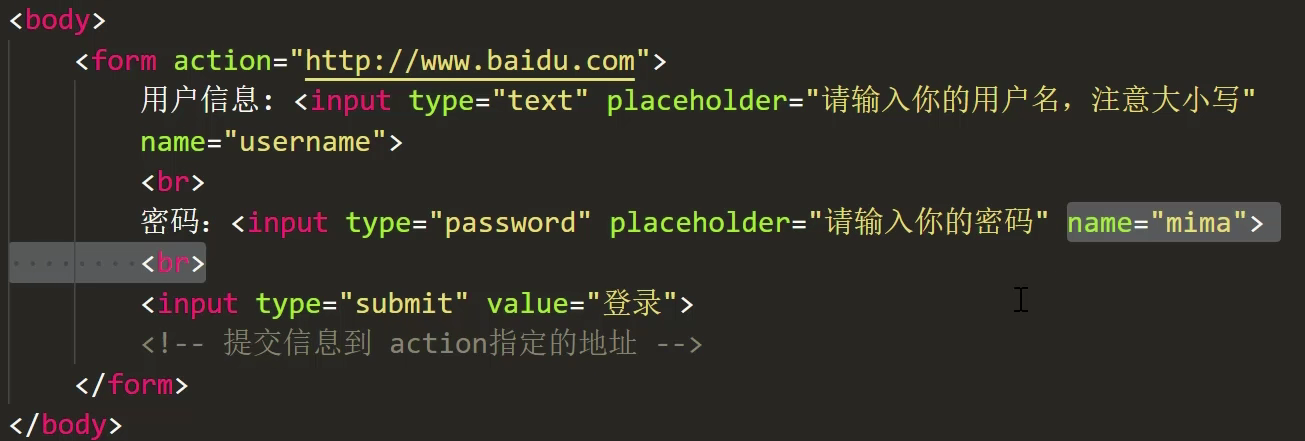 <body>
<form action="http://www.baidu.com">
用户信息：<input type="text" placeholder="请输入你的用户名，注意大小写"
name="username">
<br>
密码：<input type="password" placeholder="请输入你的密码" name="mima">
<br>
<input type="submit" value="登录">
<!-- 提交信息到 action指定的地址 -->
</form>
</body>